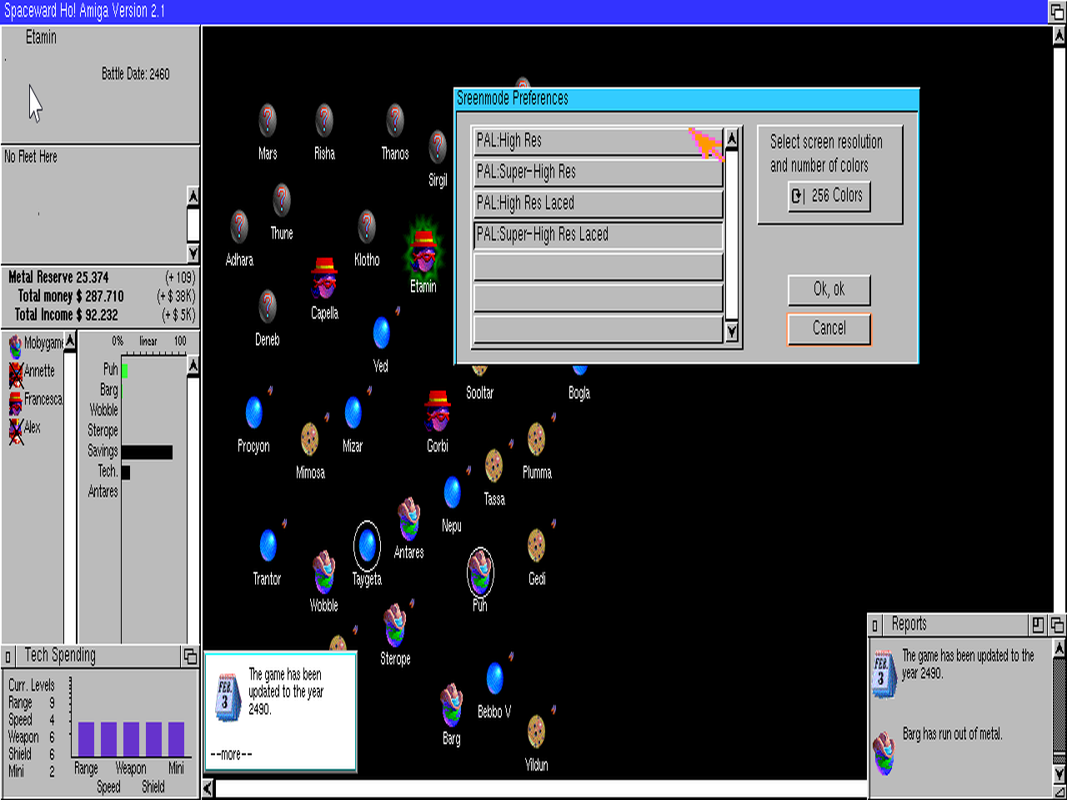 Spaceward Ho! Amiga Version 2.1
Etamin
Battle Date: 2460
No Fleet Here
Metal Reserve 25.374 (+ 109)
Total money $ 287.710 (+ $ 38K)
Total Income $ 92.232 (+ $ 5K)
Mobygame
Annette
Francesca
Alex
0% linear 100
Puh
Barg
Wobble
Sterope
Savings
Tech.
Antares
Tech Spending
Curr. Levels
Range 9
Speed 4
Weapon 6
Shield 6
Mini 2
Range Weapon Mini
Speed Shield
Mars
Risha
Thanos
Sirgil
Thune
Adhara
Klotho
Etamin
Capella
Deneb
Yed
Sooltar
Bogla
Procyon
Mizar
Gorbi
Mimosa
Plumma
Tassa
Nepu
Antares
Trantor
Taygeta
Gedi
Wobble
Puh
Sterope
Bebbo V
Barg
Yildun
Sreenmode Preferences
PAL:High Res
PAL:Super-High Res
PAL:High Res Laced
PAL:Super-High Res Laced
Select screen resolution
and number of colors
256 Colors
Ok, ok
Cancel
FEB.
3
The game has been
updated to the year
2490.
--more--
Reports
FEB.
3
The game has been updated to the
year 2490.
Barg has run out of metal.